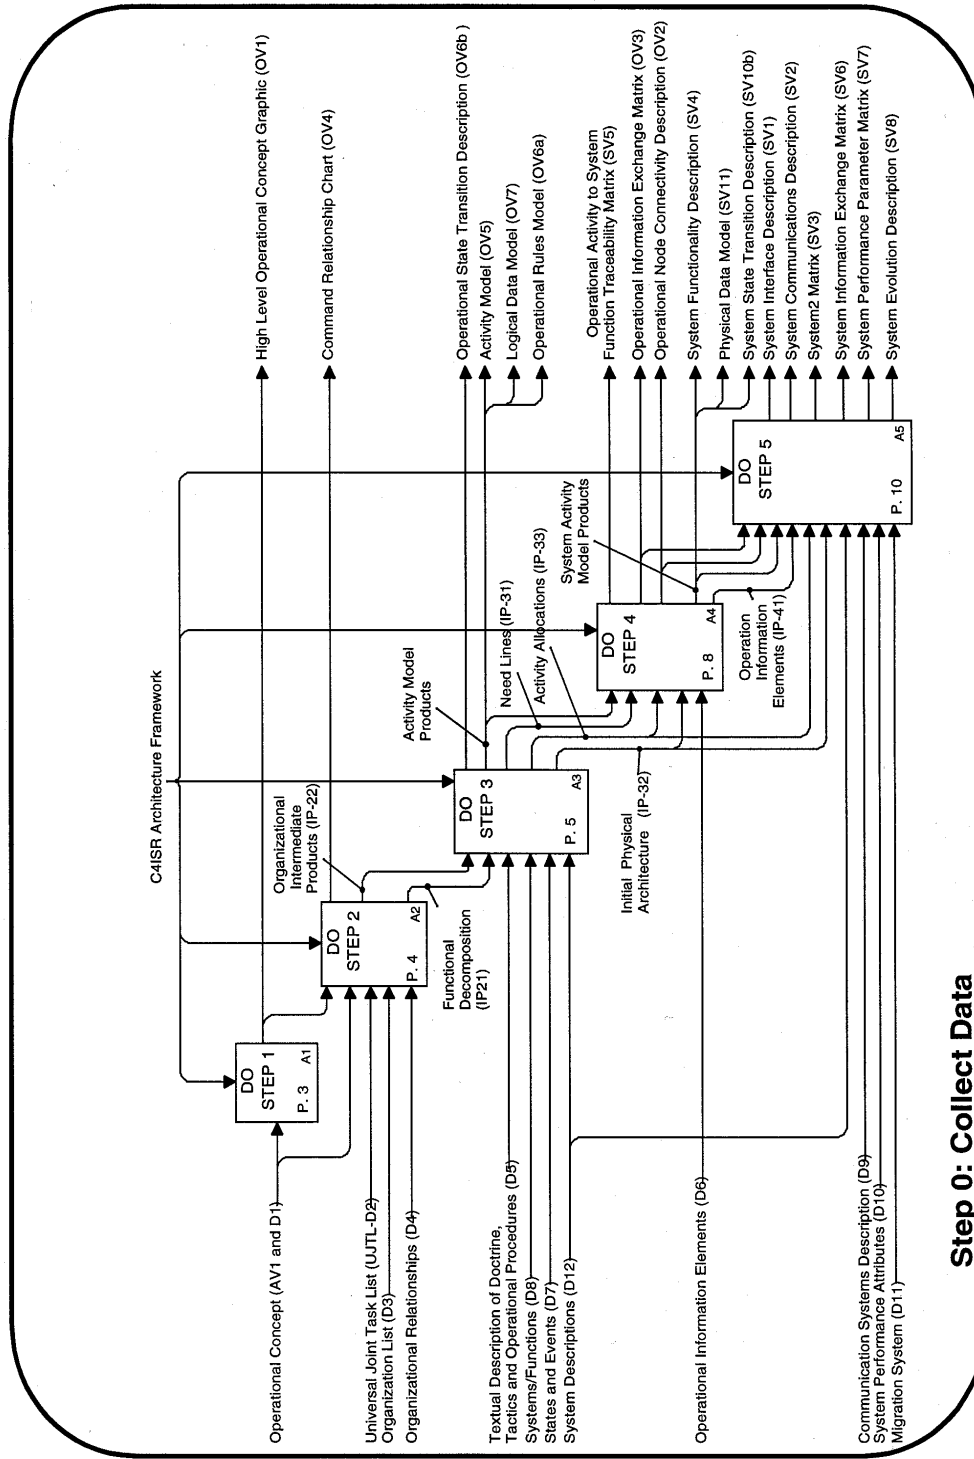 C4ISR Architecture Framework
Operational Concept (AV1 and D1)
Universal Joint Task List (UJTL-D2)
Organization List (D3)
Organizational Relationships (D4)
Textual Description of Doctrine,
Tactics and Operational Procedures (D5)
Systems/Functions (D8)
States and Events (D7)
System Descriptions (D12)
Operational Information Elements (D6)
Communication Systems Description (D9)
System Performance Attributes (D10)
Migration System (D11)
DO
STEP 1
P. 3
A1
DO
STEP 2
P. 4
A2
Organizational
Intermediate
Products (IP-22)
Functional
Decomposition
(IP21)
DO
STEP 3
P. 5
A3
Activity Model
Products
Need Lines (IP-31)
Activity Allocations (IP-33)
Initial Physical
Architecture (IP-32)
DO
STEP 4
P. 8
A4
System Activity
Model Products
Operation
Information
Elements (IP-41)
DO
STEP 5
P. 10
A5
High Level Operational Concept Graphic (OV1)
Command Relationship Chart (OV4)
Operational State Transition Description (OV6b)
Activity Model (OV5)
Logical Data Model (OV7)
Operational Rules Model (OV6a)
Operational Activity to System
Function Traceability Matrix (SV5)
Operational Information Exchange Matrix (OV3)
Operational Node Connectivity Description (OV2)
System Functionality Description (SV4)
Physical Data Model (SV11)
System State Transition Description (SV10b)
System Interface Description (SV1)
System Communications Description (SV2)
System2 Matrix (SV3)
System Information Exchange Matrix (SV6)
System Performance Parameter Matrix (SV7)
System Evolution Description (SV8)
Step 0: Collect Data